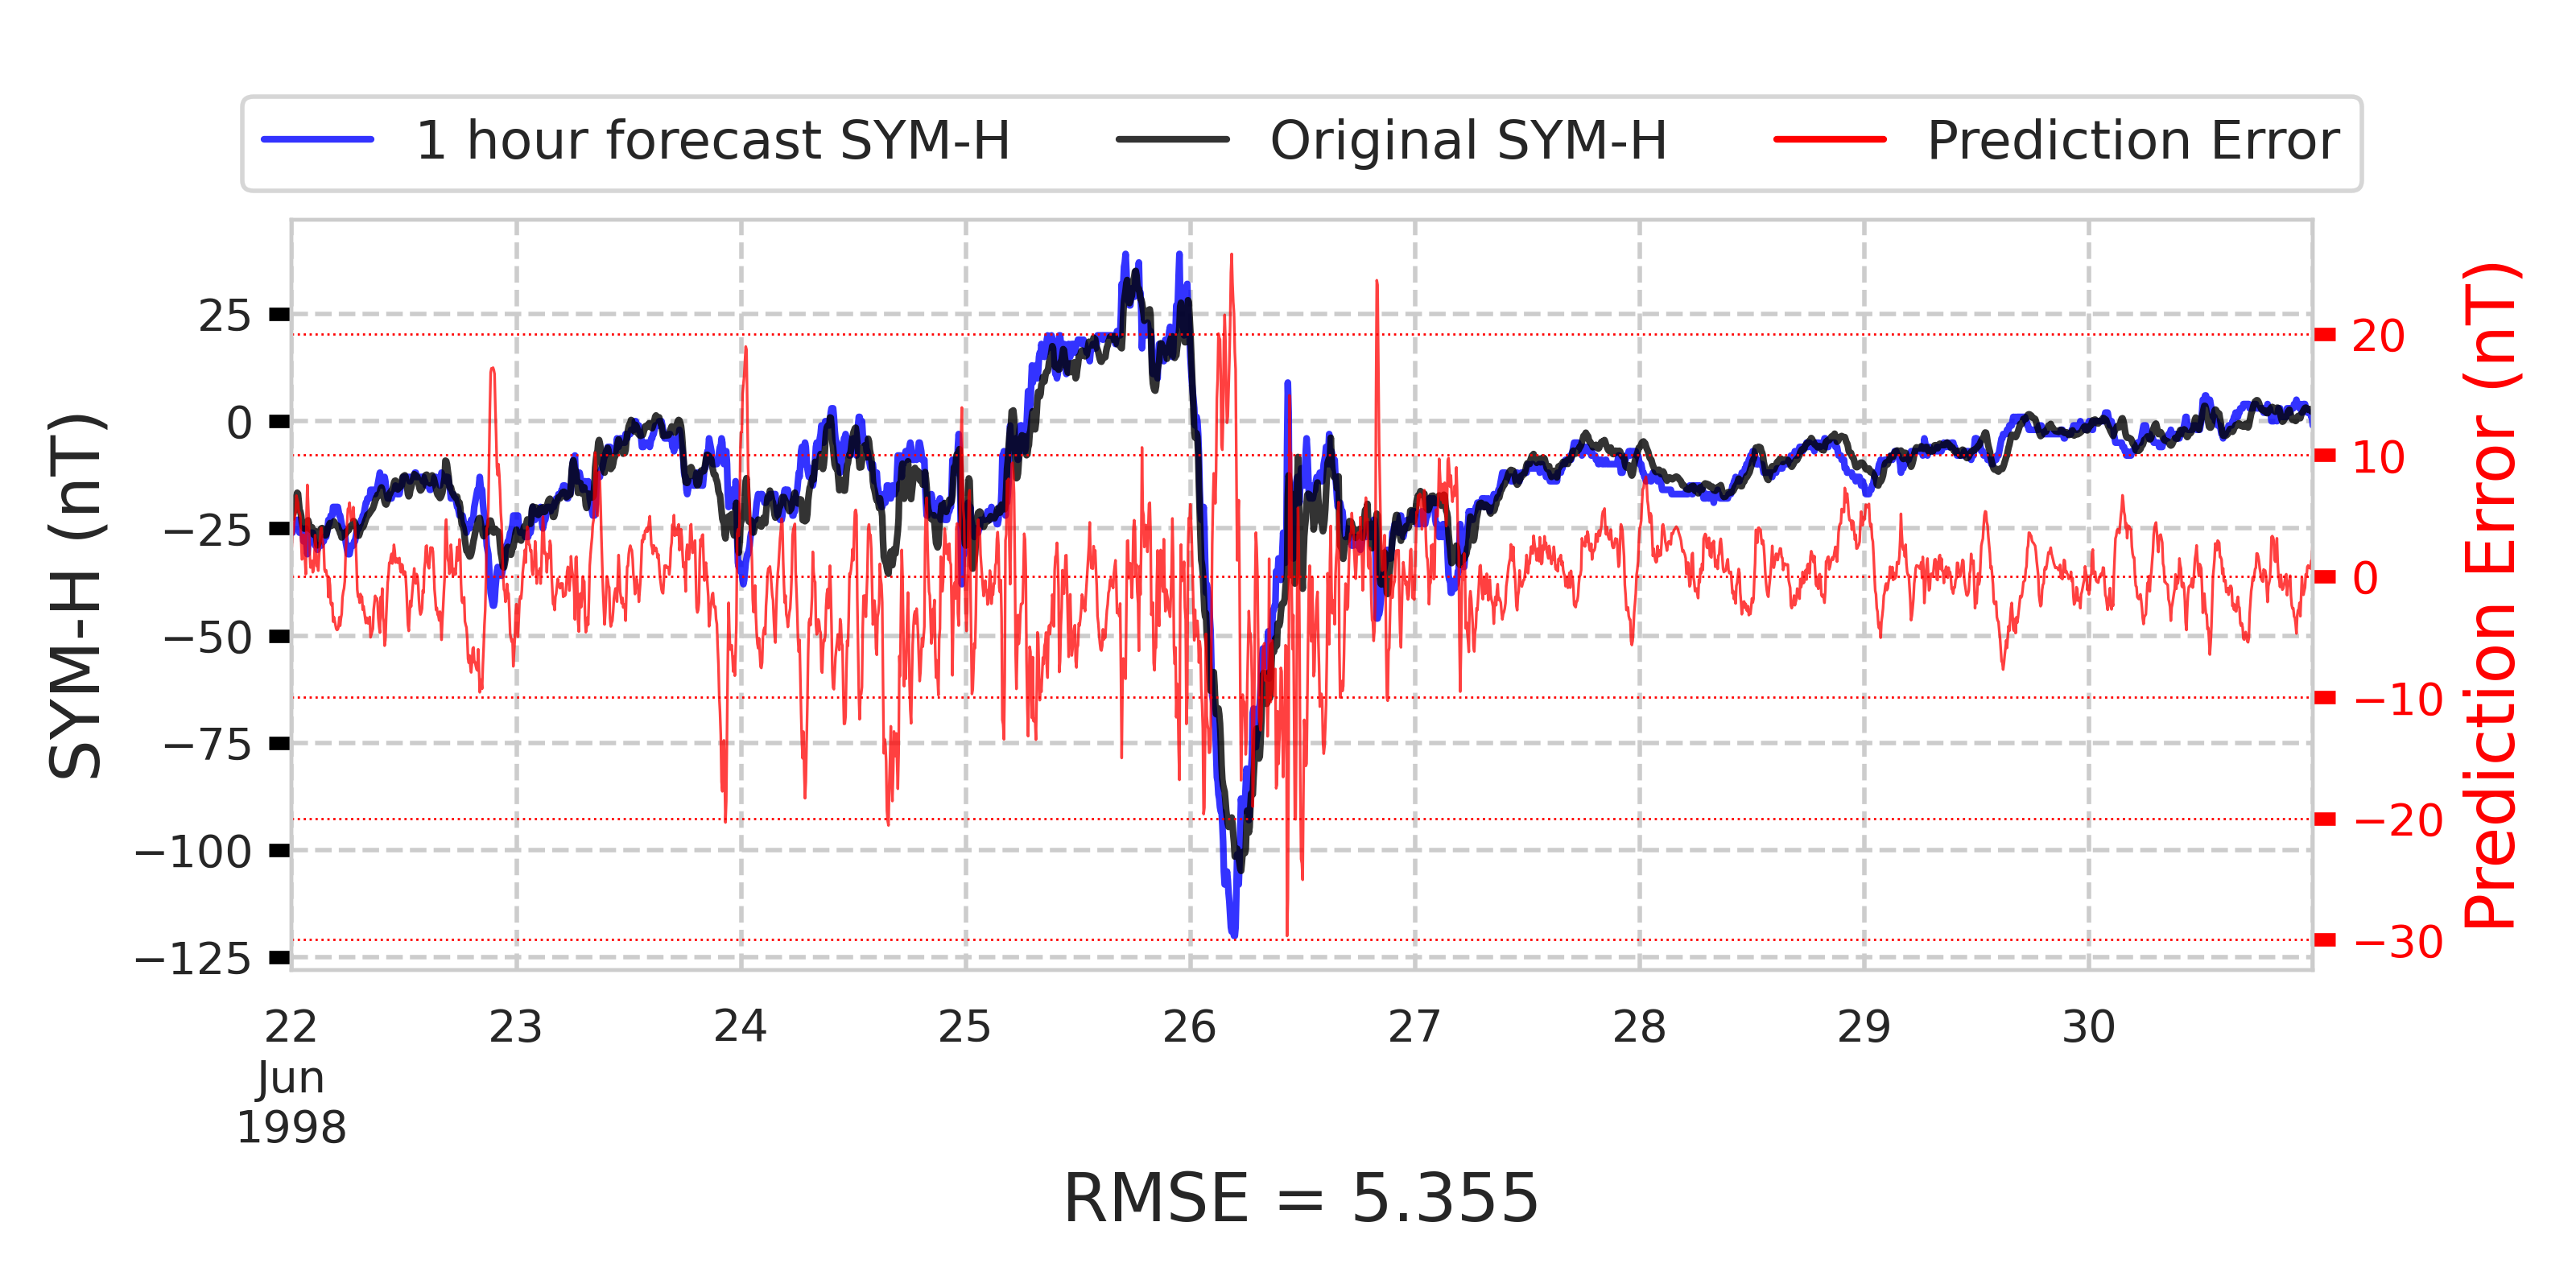 1 hour forecast SYM-H Original SYM-H Prediction Error
SYM-H (nT)
25
0
−25
−50
−75
−100
−125
20
10
0
−10
−20
−30
Prediction Error (nT)
22 23 24 25 26 27 28 29 30
Jun
1998
RMSE = 5.355